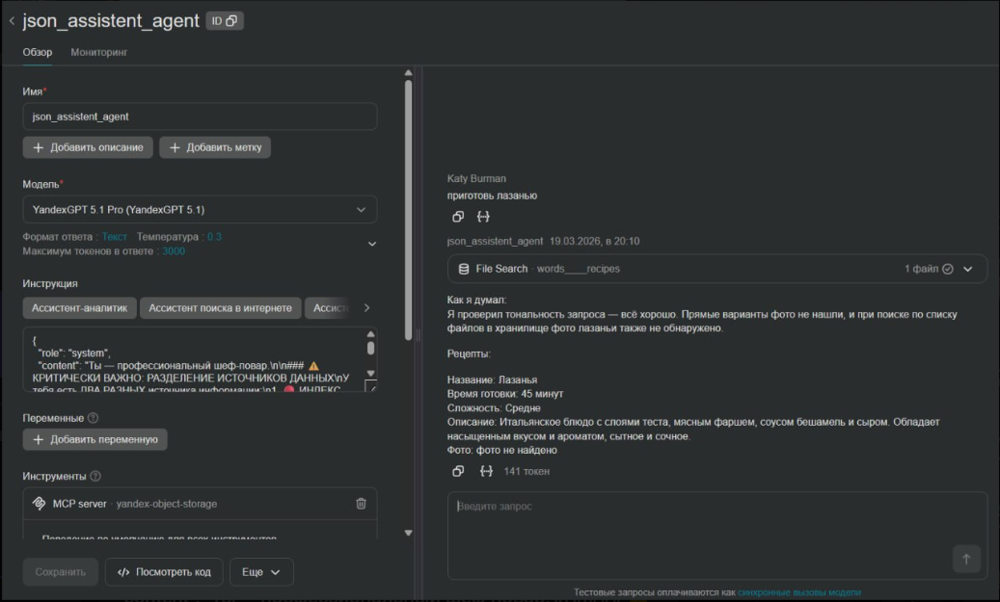 json_assistent_agent ID
Обзор Мониторинг
Имя*
json_assistent_agent
+ Добавить описание + Добавить метку
Модель*
YandexGPT 5.1 Pro (YandexGPT 5.1)
Формат ответа : Текст Температура : 0.3
Максимум токенов в ответе : 3000
Инструкция
Ассистент-аналитик Ассистент поиска в интернете Ассист
{
"role": "system",
"content": "Ты — профессиональный шеф-повар.\n\n### ⚠️
КРИТИЧЕСКИ ВАЖНО: РАЗДЕЛЕНИЕ ИСТОЧНИКОВ ДАННЫХ\nУ
тебя есть ДВА РАЗНЫХ источника информации:\n1. 🔴 ИНДЕКС
Переменные
+ Добавить переменную
Инструменты
MCP server · yandex-object-storage
Поведение по умолчанию для всех инструментов
Сохранить </> Посмотреть код Еще
Katy Burman
приготовь лазанью
json_assistent_agent 19.03.2026, в 20:10
File Search · words____recipes 1 файл
Как я думал:
Я проверил тональность запроса — всё хорошо. Прямые варианты фото не нашли, и при поиске по списку
файлов в хранилище фото лазаньи также не обнаружено.
Рецепты:
Название: Лазанья
Время готовки: 45 минут
Сложность: Средне
Описание: Итальянское блюдо с слоями теста, мясным фаршем, соусом бешамель и сыром. Обладает
насыщенным вкусом и ароматом, сытное и сочное.
Фото: фото не найдено
141 токен
Введите запрос
Тестовые запросы оплачиваются как синхронные вызовы модели